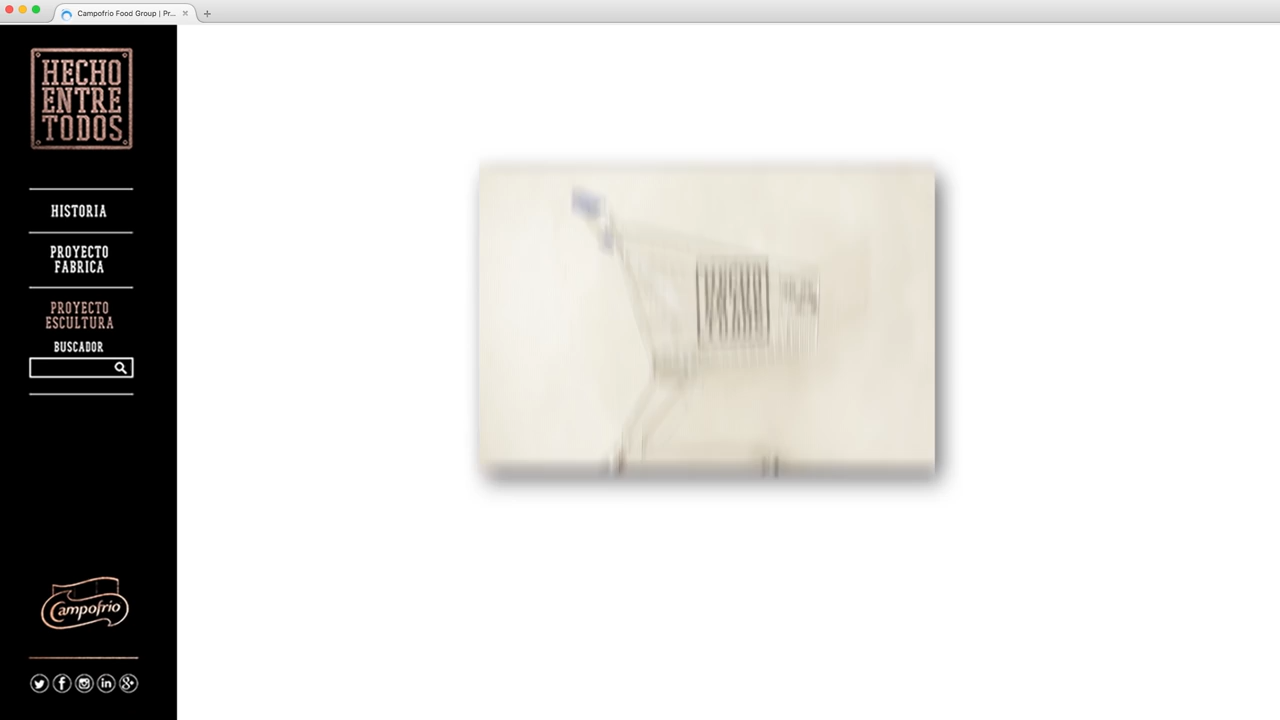 Campofrio Food Group | Pr...
HECHO
ENTRE
TODOS
HISTORIA
PROYECTO
FABRICA
PROYECTO
ESCULTURA
BUSCADOR
Campofrio